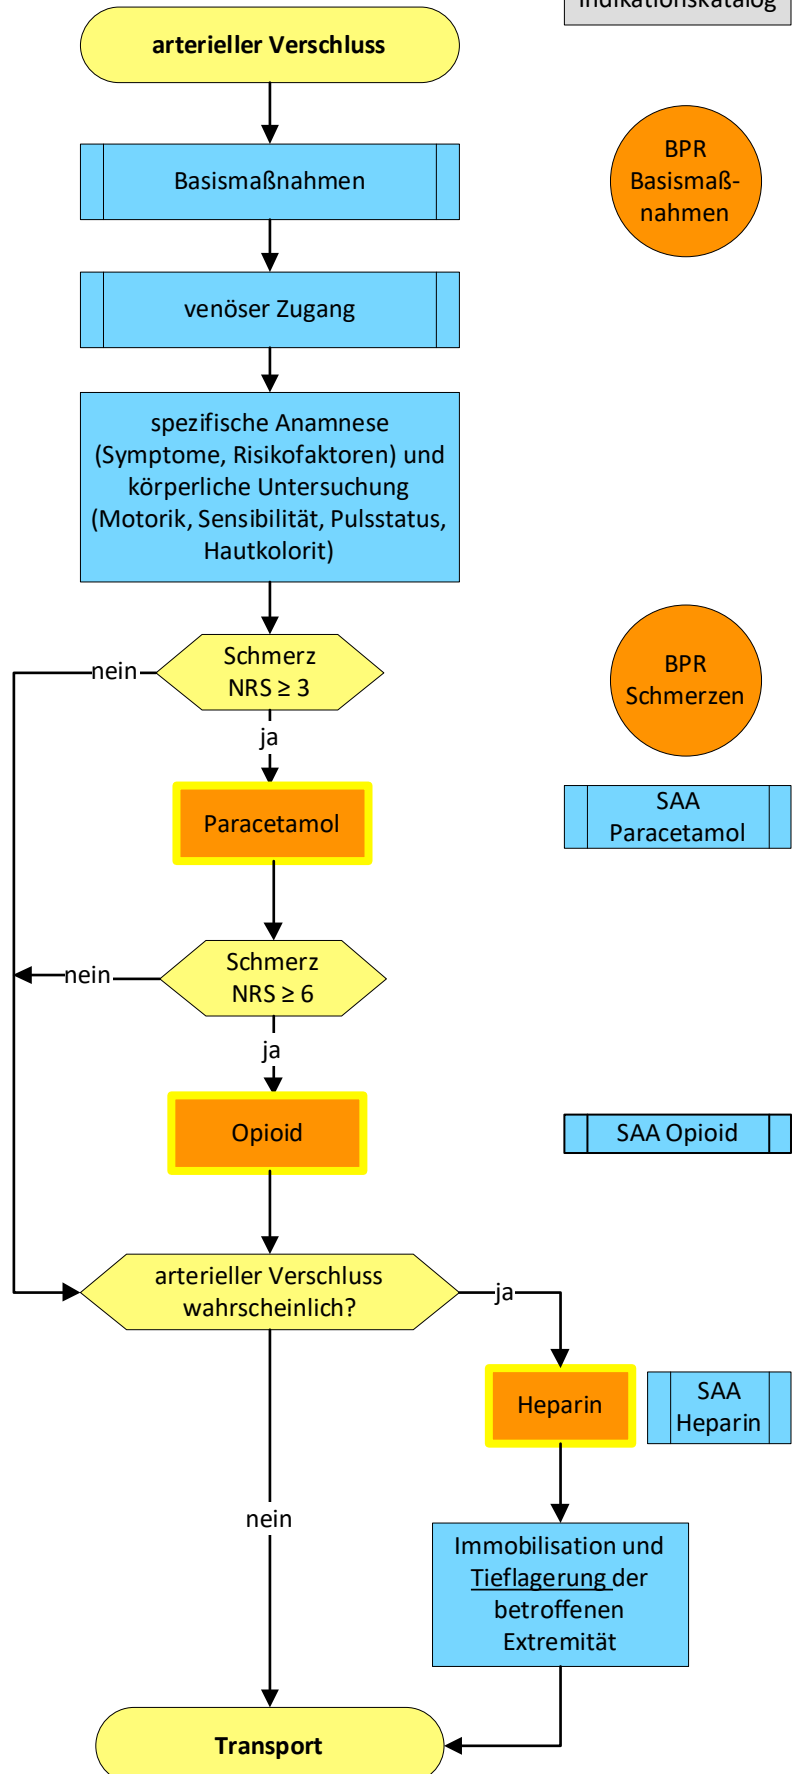 Indikationskatalog
arterieller Verschluss
Basismaßnahmen
BPR
Basismaß-
nahmen
venöser Zugang
spezifische Anamnese
(Symptome, Risikofaktoren) und
körperliche Untersuchung
(Motorik, Sensibilität, Pulsstatus,
Hautkolorit)
nein
Schmerz
NRS ≥ 3
BPR
Schmerzen
ja
Paracetamol
SAA
Paracetamol
nein
Schmerz
NRS ≥ 6
ja
Opioid
SAA Opioid
arterieller Verschluss
wahrscheinlich?
ja
Heparin
SAA
Heparin
nein
Immobilisation und
Tieflagerung der
betroffenen
Extremität
Transport